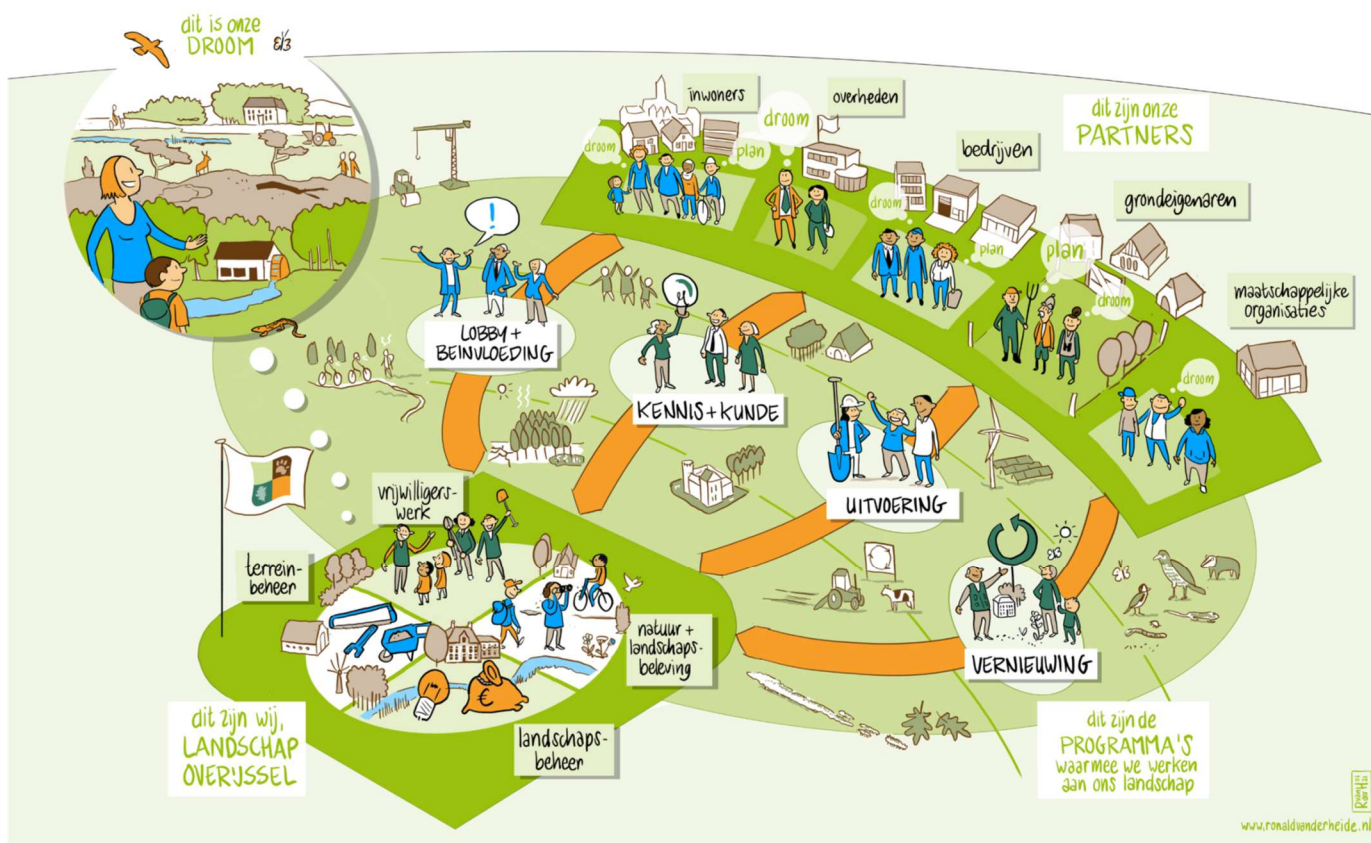 dit is onze
DROOM
inwoners
overheden
dit zijn onze
PARTNERS
bedrijven
grondeigenaren
maatschappelijke
organisaties
droom
plan
droom
droom
plan
plan
droom
droom
!
LOBBY +
BEÏNVLOEDING
KENNIS + KUNDE
UITVOERING
VERNIEUWING
vrijwilligers-
werk
terrein-
beheer
natuur +
landschaps-
beleving
€
landschaps-
beheer
dit zijn wij,
LANDSCHAP
OVERIJSSEL
dit zijn de
PROGRAMMA'S
waarmee we werken
aan ons landschap
www.ronaldvanderheide.nl